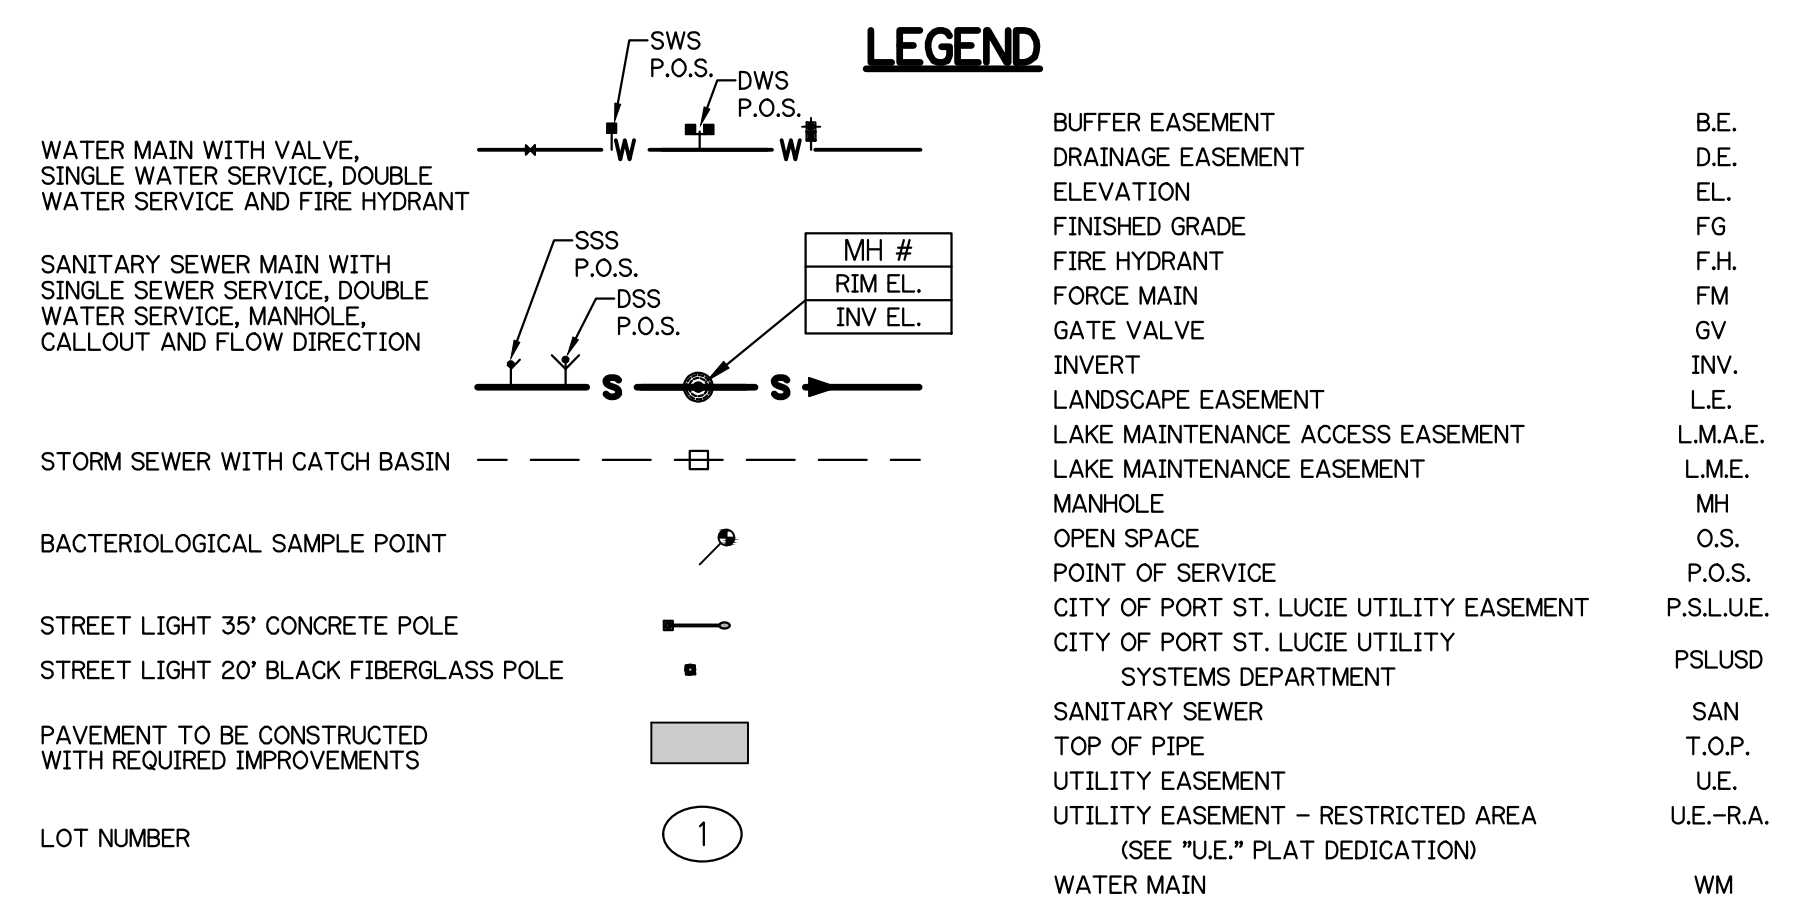 LEGEND
SWS
P.O.S.
DWS
P.O.S.
WATER MAIN WITH VALVE,
SINGLE WATER SERVICE, DOUBLE
WATER SERVICE AND FIRE HYDRANT
W W
SSS
P.O.S.
DSS
P.O.S.
MH #
RIM EL.
INV EL.
SANITARY SEWER MAIN WITH
SINGLE SEWER SERVICE, DOUBLE
WATER SERVICE, MANHOLE,
CALLOUT AND FLOW DIRECTION
S S
STORM SEWER WITH CATCH BASIN
BACTERIOLOGICAL SAMPLE POINT
STREET LIGHT 35' CONCRETE POLE
STREET LIGHT 20' BLACK FIBERGLASS POLE
PAVEMENT TO BE CONSTRUCTED
WITH REQUIRED IMPROVEMENTS
LOT NUMBER 1
BUFFER EASEMENT B.E.
DRAINAGE EASEMENT D.E.
ELEVATION EL.
FINISHED GRADE FG
FIRE HYDRANT F.H.
FORCE MAIN FM
GATE VALVE GV
INVERT INV.
LANDSCAPE EASEMENT L.E.
LAKE MAINTENANCE ACCESS EASEMENT L.M.A.E.
LAKE MAINTENANCE EASEMENT L.M.E.
MANHOLE MH
OPEN SPACE O.S.
POINT OF SERVICE P.O.S.
CITY OF PORT ST. LUCIE UTILITY EASEMENT P.S.L.U.E.
CITY OF PORT ST. LUCIE UTILITY
SYSTEMS DEPARTMENT PSLUSD
SANITARY SEWER SAN
TOP OF PIPE T.O.P.
UTILITY EASEMENT U.E.
UTILITY EASEMENT - RESTRICTED AREA U.E.-R.A.
(SEE "U.E." PLAT DEDICATION)
WATER MAIN WM